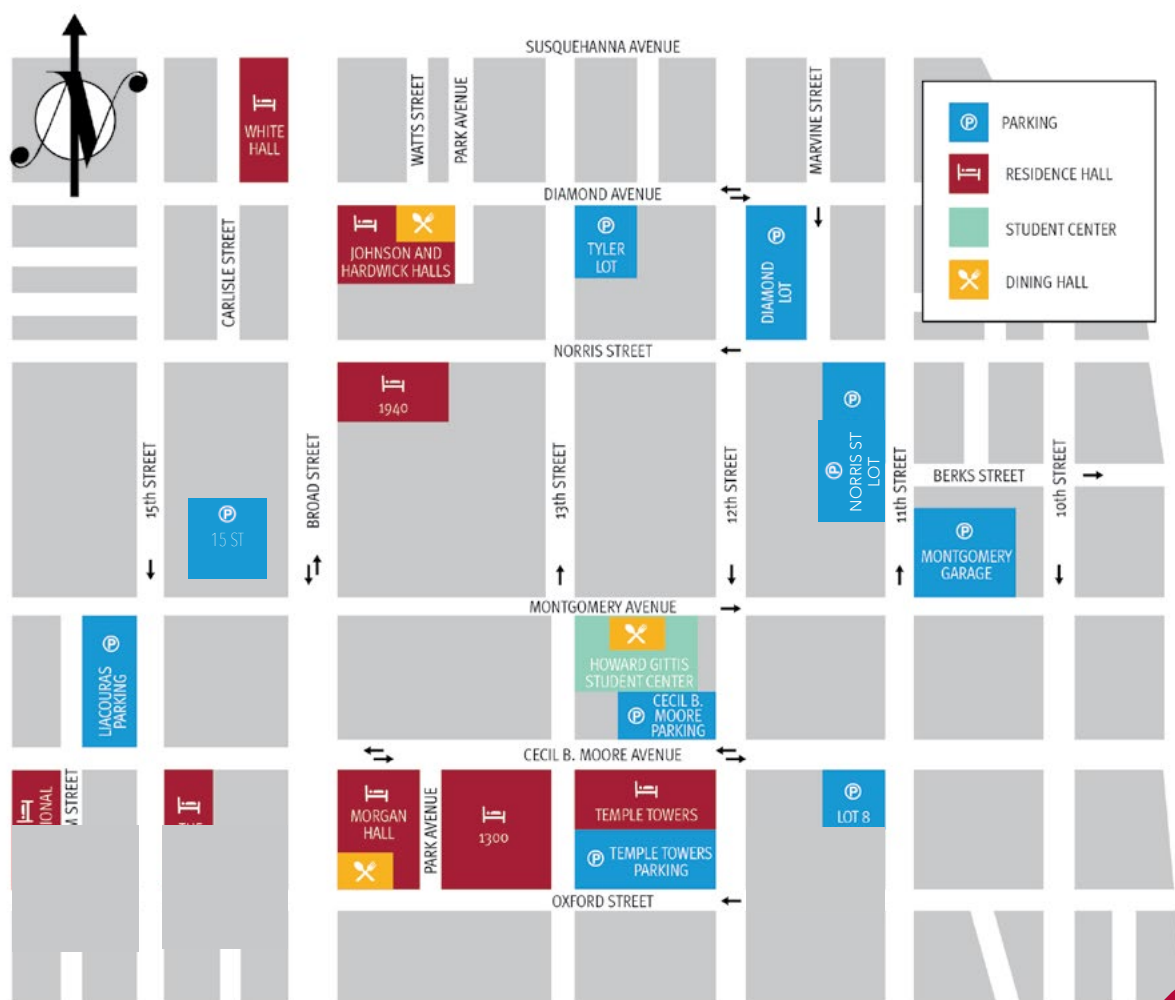 SUSQUEHANNA AVENUE
N
WHITE
HALL
WATTS STREET
PARK AVENUE
MARVINE STREET
P PARKING
RESIDENCE HALL
STUDENT CENTER
DINING HALL
DIAMOND AVENUE
CARLISLE STREET
JOHNSON AND
HARDWICK HALLS
P
TYLER
LOT
P
DIAMOND
LOT
NORRIS STREET
1940
P
P
NORRIS ST
LOT
15th STREET
BROAD STREET
13th STREET
12th STREET
11th STREET
BERKS STREET
10th STREET
P
15 ST
P
MONTGOMERY
GARAGE
MONTGOMERY AVENUE
P
LIACOURAS
PARKING
HOWARD GITTIS
STUDENT CENTER
P
CECIL B.
MOORE
PARKING
CECIL B. MOORE AVENUE
IONAL
M STREET
MORGAN
HALL
PARK AVENUE
1300
TEMPLE TOWERS
P TEMPLE TOWERS
PARKING
P
LOT 8
OXFORD STREET